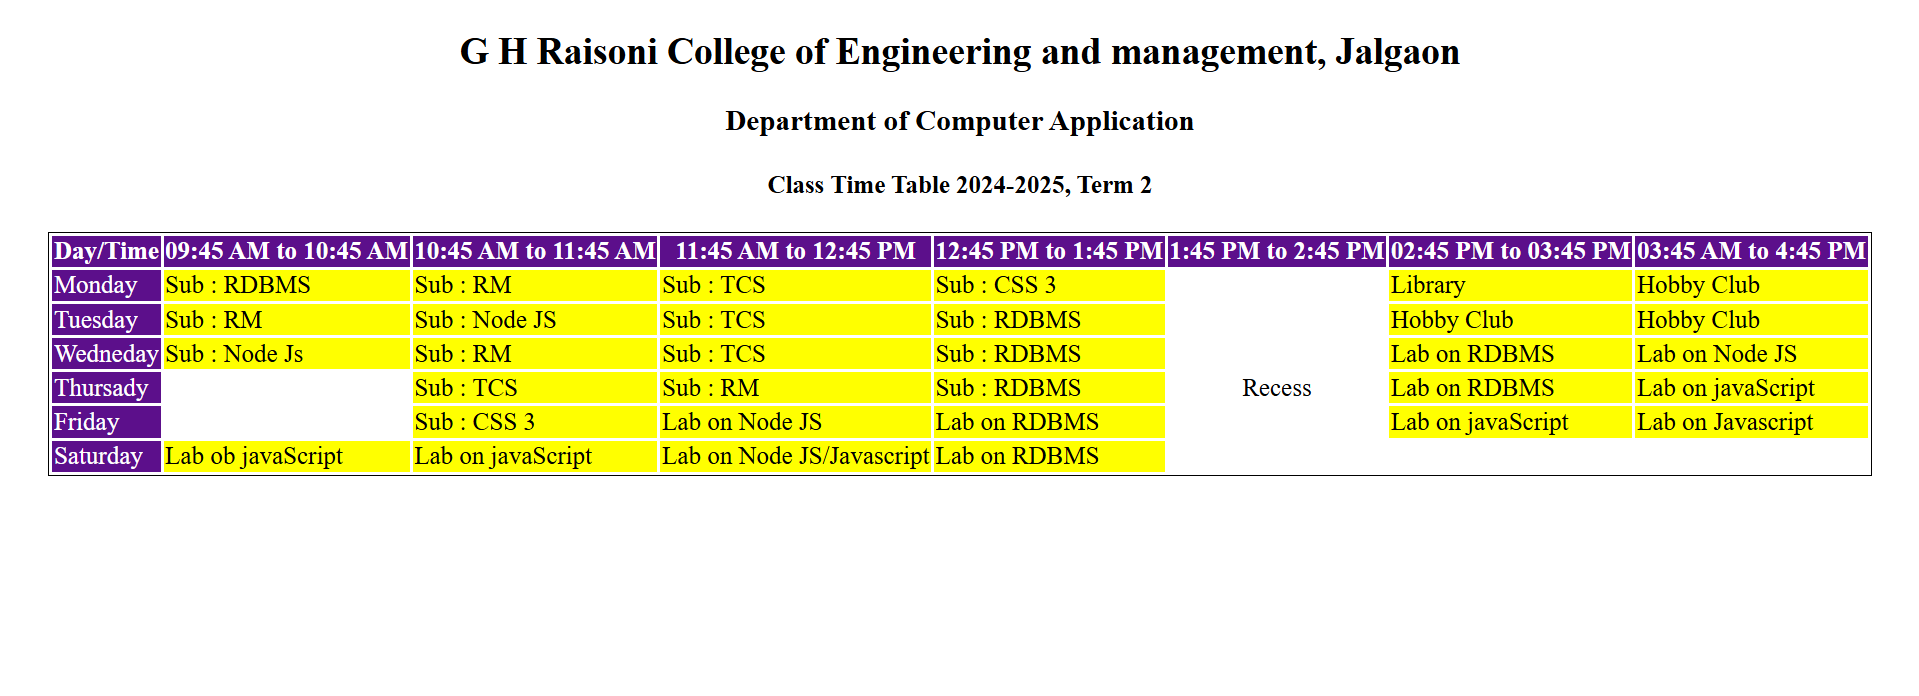 G H Raisoni College of Engineering and management, Jalgaon
Department of Computer Application
Class Time Table 2024-2025, Term 2
Day/Time 09:45 AM to 10:45 AM 10:45 AM to 11:45 AM 11:45 AM to 12:45 PM 12:45 PM to 1:45 PM 1:45 PM to 2:45 PM 02:45 PM to 03:45 PM 03:45 AM to 4:45 PM
Monday Sub : RDBMS Sub : RM Sub : TCS Sub : CSS 3 Library Hobby Club
Tuesday Sub : RM Sub : Node JS Sub : TCS Sub : RDBMS Hobby Club Hobby Club
Wedneday Sub : Node Js Sub : RM Sub : TCS Sub : RDBMS Lab on RDBMS Lab on Node JS
Thursady Sub : TCS Sub : RM Sub : RDBMS Recess Lab on RDBMS Lab on javaScript
Friday Sub : CSS 3 Lab on Node JS Lab on RDBMS Lab on javaScript Lab on Javascript
Saturday Lab ob javaScript Lab on javaScript Lab on Node JS/Javascript Lab on RDBMS